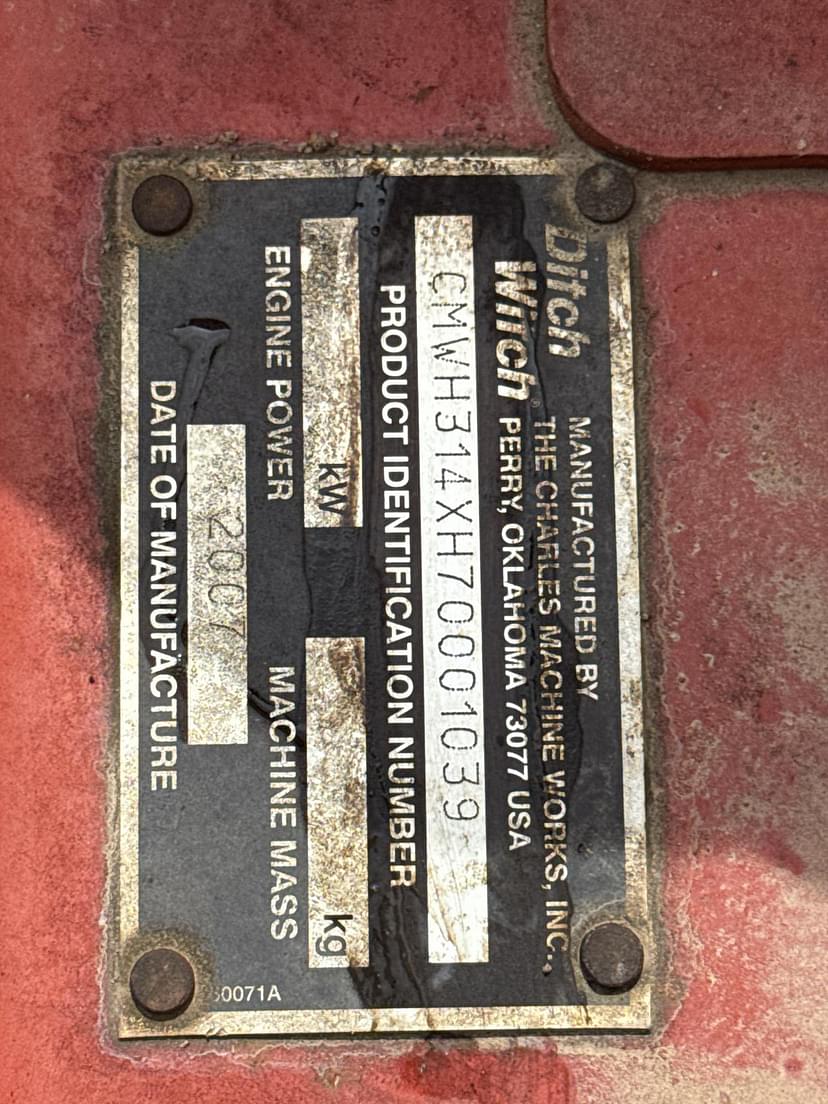 Ditch
Witch®
MANUFACTURED BY
THE CHARLES MACHINE WORKS, INC.,
PERRY, OKLAHOMA 73077 USA
CMWH314XH70001039
PRODUCT IDENTIFICATION NUMBER
kW
kg
ENGINE POWER
MACHINE MASS
2007
DATE OF MANUFACTURE